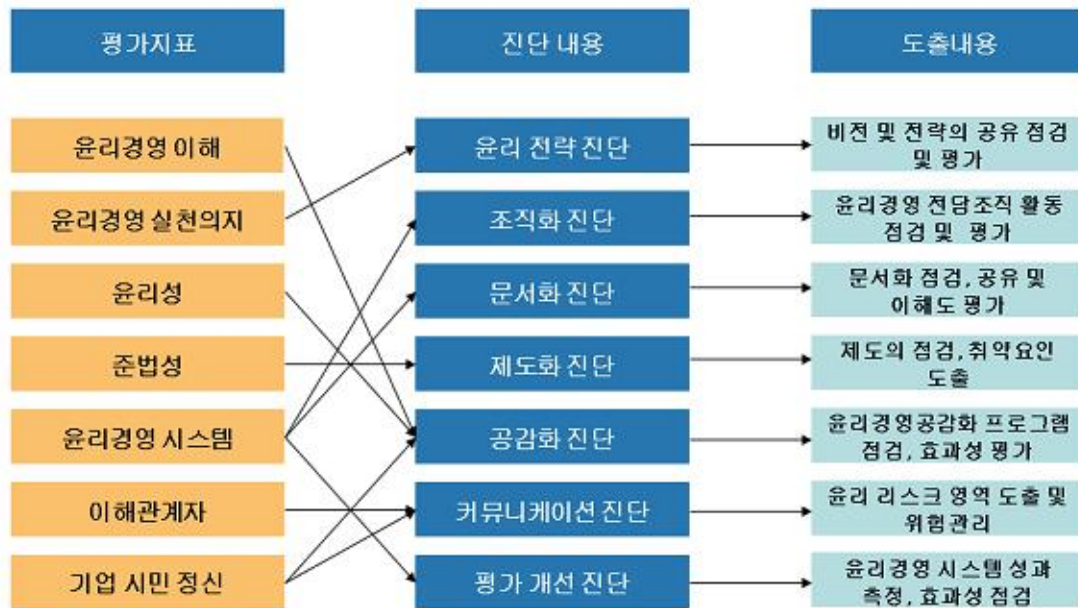 평가지표
진단 내용
도출내용
윤리경영 이해
윤리 전략 진단
비전 및 전략의 공유 점검
및 평가
윤리경영 실천의지
조직화 진단
윤리경영 전담조직 활동
점검 및 평가
윤리성
문서화 진단
문서화 점검, 공유 및
이해도 평가
준법성
제도화 진단
제도의 점검, 취약요인
도출
윤리경영 시스템
공감화 진단
윤리경영공감화 프로그램
점검, 효과성 평가
이해관계자
커뮤니케이션 진단
윤리 리스크 영역 도출 및
위험관리
기업 시민 정신
평가 개선 진단
윤리경영 시스템 성과
측정, 효과성 점검